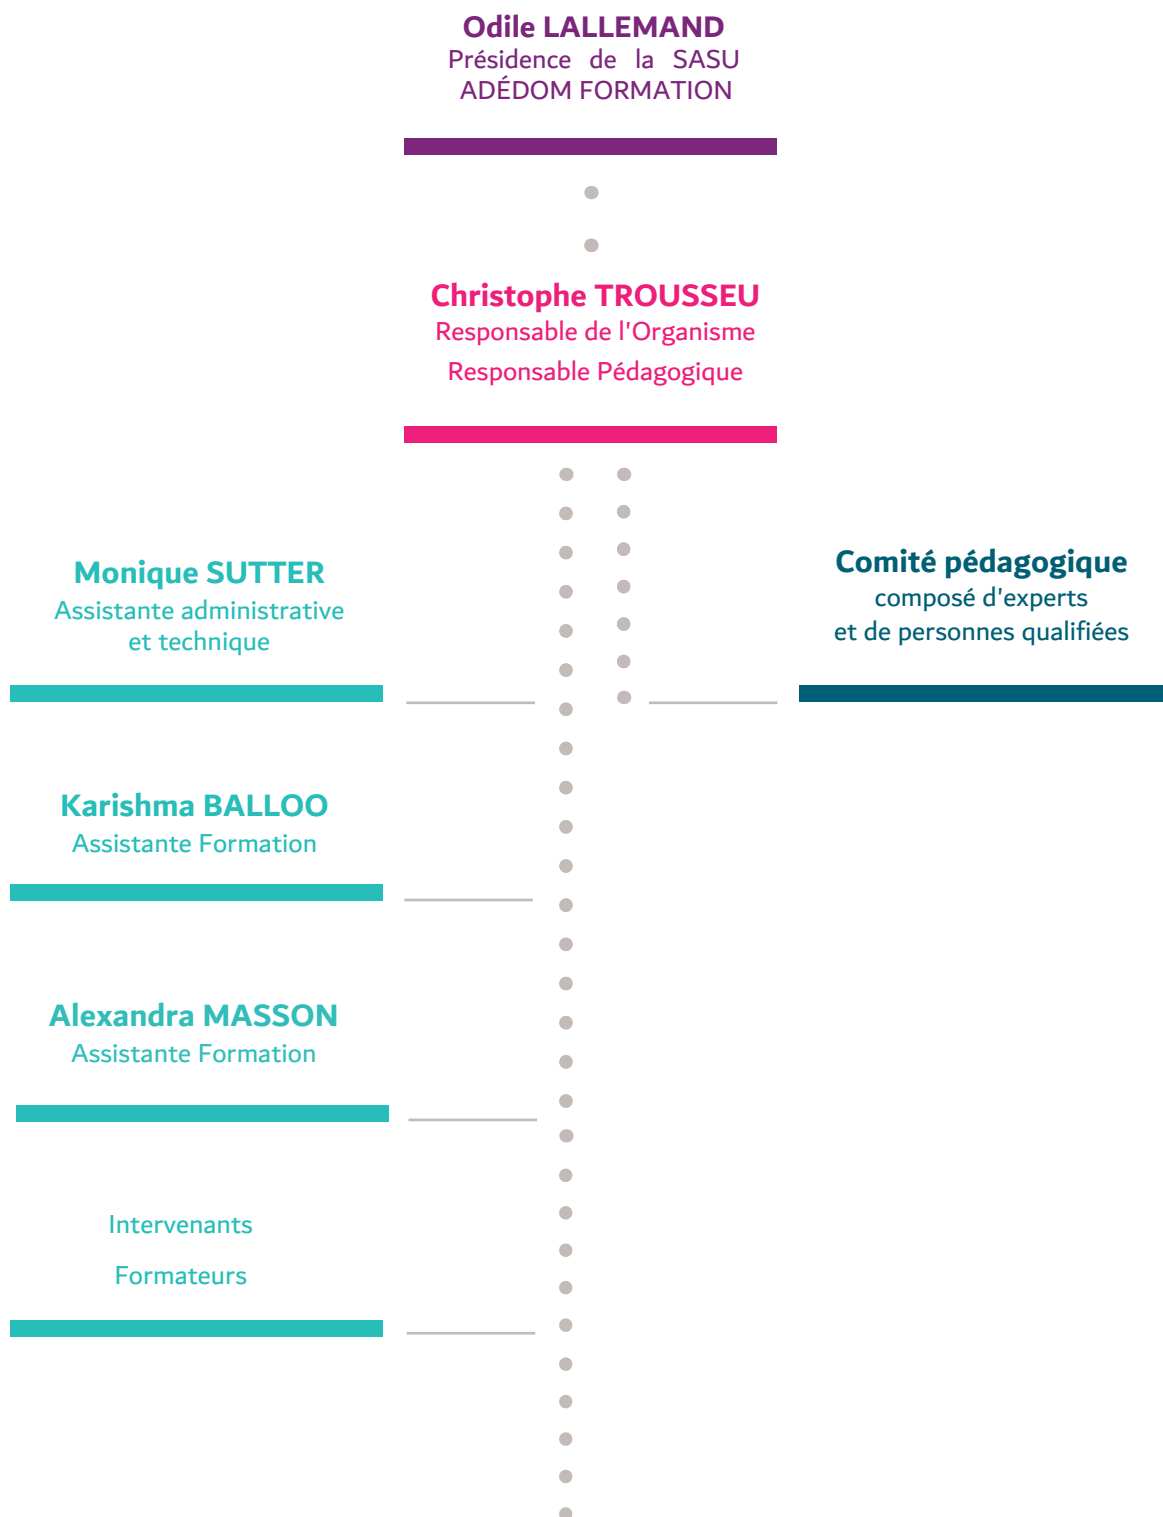 Odile LALLEMAND
Présidence de la SASU
ADÉDOM FORMATION
Christophe TROUSSEU
Responsable de l'Organisme
Responsable Pédagogique
Monique SUTTER
Assistante administrative
et technique
Comité pédagogique
composé d'experts
et de personnes qualifiées
Karishma BALLOO
Assistante Formation
Alexandra MASSON
Assistante Formation
Intervenants
Formateurs